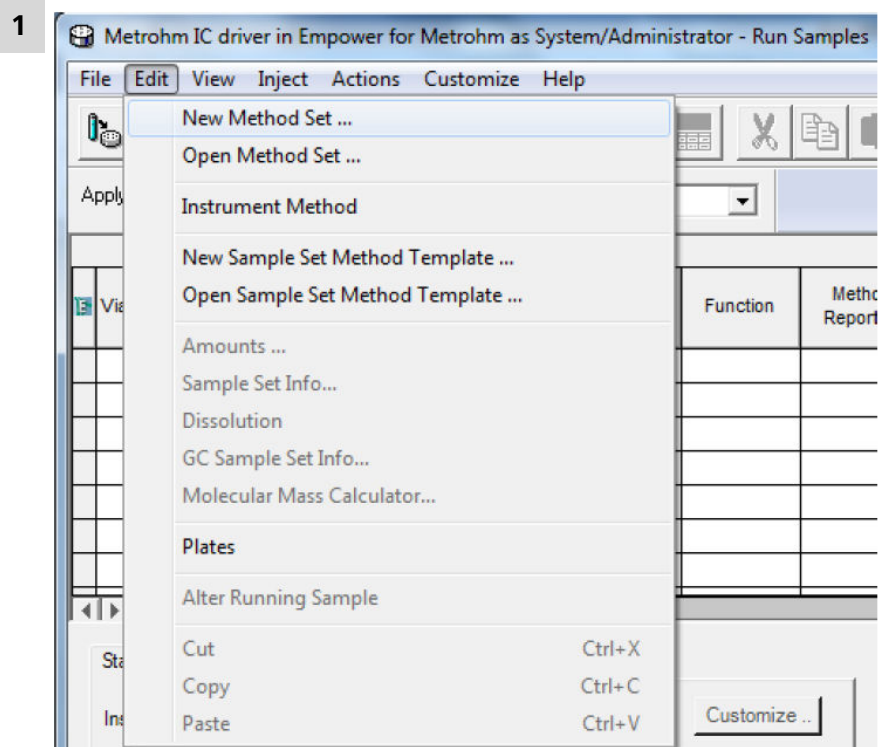 1
Metrohm IC driver in Empower for Metrohm as System/Administrator - Run Samples
File Edit View Inject Actions Customize Help
New Method Set ...
Open Method Set ...
Apply
Instrument Method
New Sample Set Method Template ...
Open Sample Set Method Template ...
Function
Amounts ...
Sample Set Info...
Dissolution
GC Sample Set Info...
Molecular Mass Calculator...
Plates
Alter Running Sample
Cut Ctrl+X
Copy Ctrl+C
Paste Ctrl+V
Customize ..